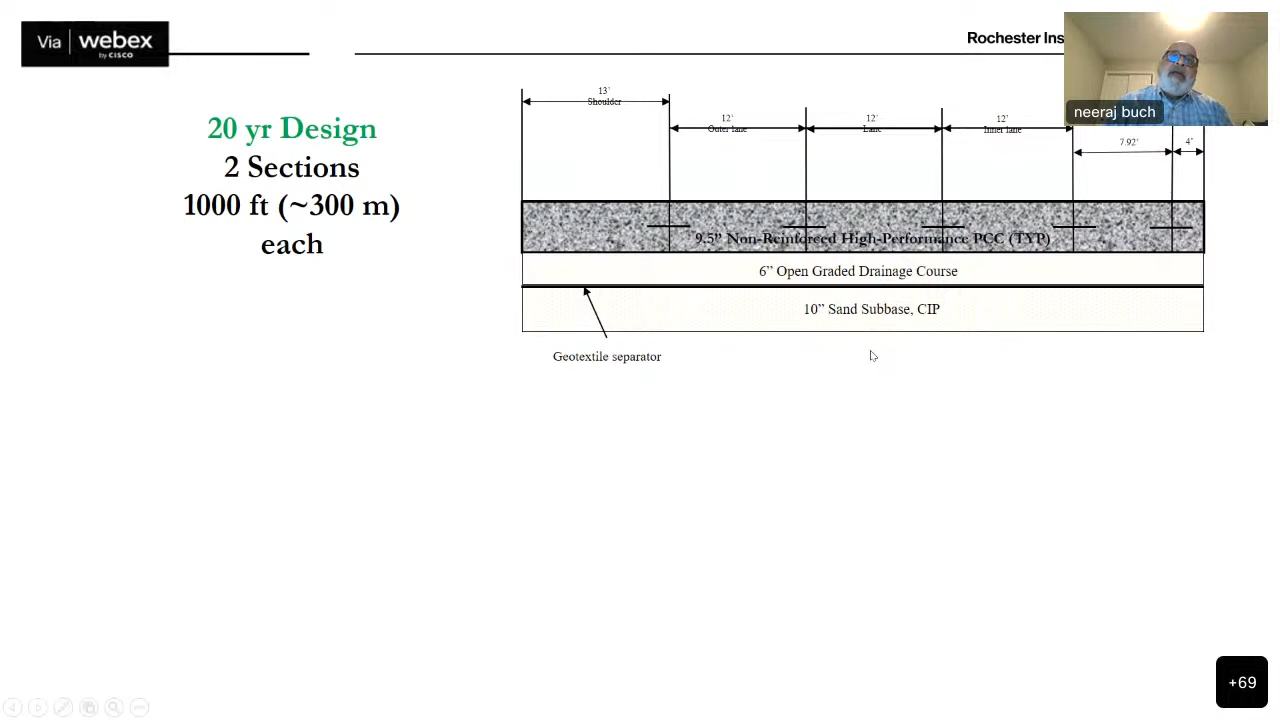 Via | webex
by CISCO
Rochester Ins
neeraj buch
20 yr Design
2 Sections
1000 ft (~300 m)
each
13'
Shoulder
12'
Outer lane
12'
Lane
12'
Inner lane
7.92'
4"
9.5” Non-Reinforced High-Performance PCC (TYP)
6” Open Graded Drainage Course
10” Sand Subbase, CIP
Geotextile separator
+69